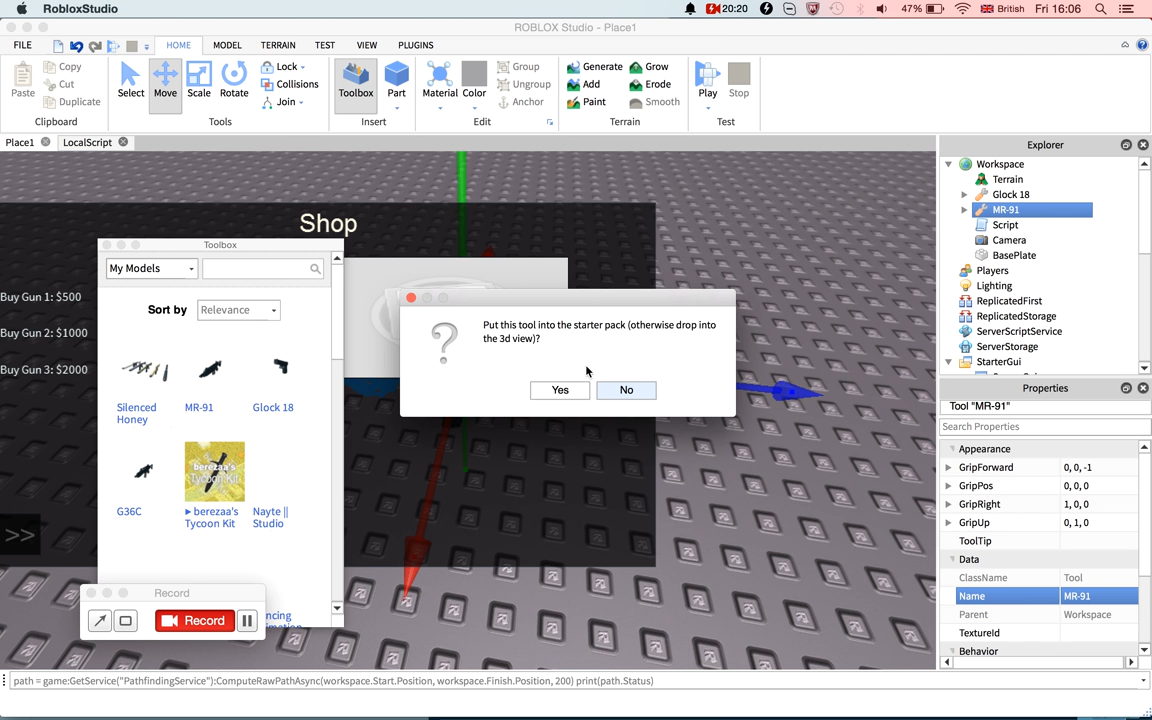 RobloxStudio
20:20
47%
British
Fri 16:06
ROBLOX Studio - Place1
FILE
HOME
MODEL
TERRAIN
TEST
VIEW
PLUGINS
Paste
Copy
Cut
Duplicate
Clipboard
Select
Move
Scale
Rotate
Lock
Collisions
Join
Tools
Toolbox
Part
Insert
Material
Color
Group
Ungroup
Anchor
Edit
Generate
Grow
Add
Erode
Paint
Smooth
Terrain
Play
Stop
Test
Place1
LocalScript
Shop
Buy Gun 1: $500
Buy Gun 2: $1000
Buy Gun 3: $2000
>>
Toolbox
My Models
Sort by
Relevance
Silenced
Honey
MR-91
Glock 18
G36C
berezaa's
Tycoon Kit
▸ berezaa's
Tycoon Kit
Nayte ||
Studio
Record
Record
Put this tool into the starter pack (otherwise drop into
the 3d view)?
Yes
No
Explorer
Workspace
Terrain
Glock 18
MR-91
Script
Camera
BasePlate
Players
Lighting
ReplicatedFirst
ReplicatedStorage
ServerScriptService
ServerStorage
StarterGui
Properties
Tool "MR-91"
Search Properties
Appearance
GripForward 0, 0, -1
GripPos 0, 0, 0
GripRight 1, 0, 0
GripUp 0, 1, 0
ToolTip
Data
ClassName Tool
Name MR-91
Parent Workspace
TextureId
Behavior
path = game:GetService("PathfindingService"):ComputeRawPathAsync(workspace.Start.Position, workspace.Finish.Position, 200) print(path.Status)